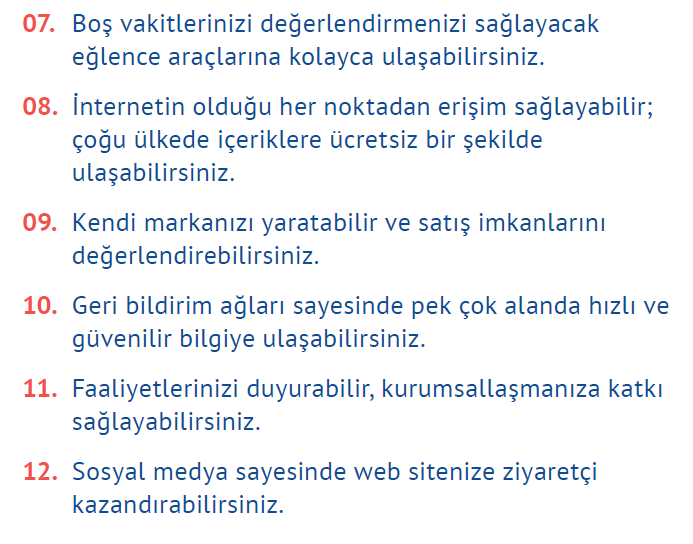 07. Boş vakitlerinizi değerlendirmenizi sağlayacak
eğlence araçlarına kolayca ulaşabilirsiniz.
08. İnternetin olduğu her noktadan erişim sağlayabilir;
çoğu ülkede içeriklere ücretsiz bir şekilde
ulaşabilirsiniz.
09. Kendi markanızı yaratabilir ve satış imkanlarını
değerlendirebilirsiniz.
10. Geri bildirim ağları sayesinde pek çok alanda hızlı ve
güvenilir bilgiye ulaşabilirsiniz.
11. Faaliyetlerinizi duyurabilir, kurumsallaşmanıza katkı
sağlayabilirsiniz.
12. Sosyal medya sayesinde web sitenize ziyaretçi
kazandırabilirsiniz.